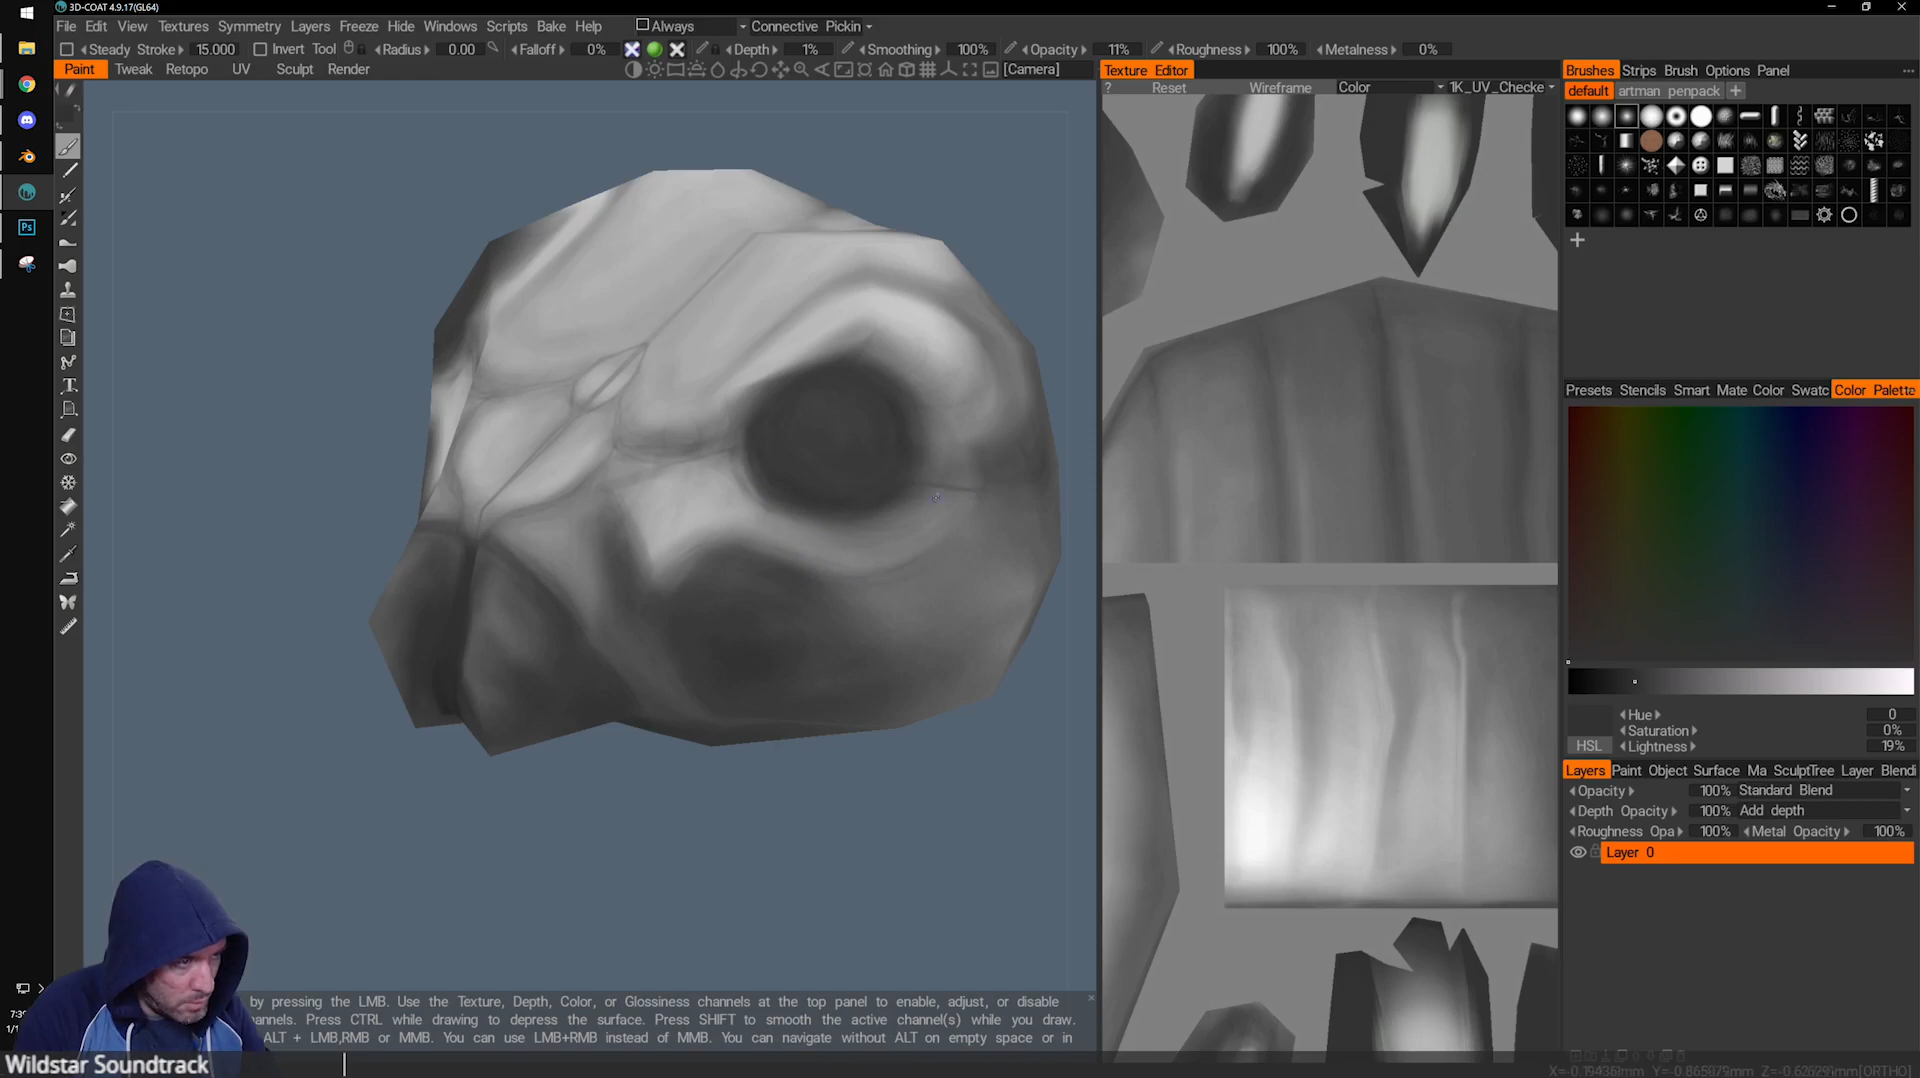 3D-COAT 4.9.17(GL64)
File Edit View Textures Symmetry Layers Freeze Hide Windows Scripts Bake Help Always Connective Pickin
Steady Stroke 15.000 Invert Tool Radius 0.00 Falloff 0% Depth 1% Smoothing 100% Opacity 11% Roughness 100% Metalness 0%
Paint Tweak Retopo UV Sculpt Render [Camera] Texture Editor Brushes Strips Brush Options Panel
? Reset Wireframe Color 1K_UV_Checke default artman penpack +
Presets Stencils Smart Mate Color Swatc Color Palette
Hue 0
Saturation 0%
HSL Lightness 19%
Layers Paint Object Surface Ma SculptTree Layer Blendi
Opacity 100% Standard Blend
Depth Opacity 100% Add depth
Roughness Opa 100% Metal Opacity 100%
Layer 0
by pressing the LMB. Use the Texture, Depth, Color, or Glossiness channels at the top panel to enable, adjust, or disable
annels. Press CTRL while drawing to depress the surface. Press SHIFT to smooth the active channel(s) while you draw.
ALT + LMB,RMB or MMB. You can use LMB+RMB instead of MMB. You can navigate without ALT on empty space or in
Wildstar Soundtrack